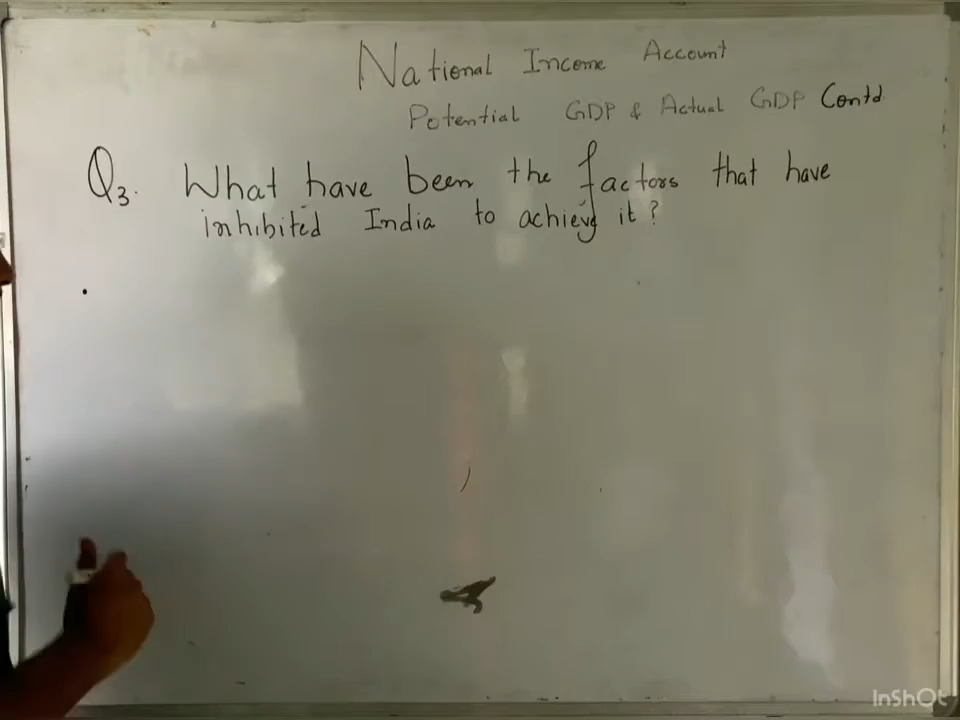 National Income Account
Potential GDP & Actual GDP Contd.
Q3. What have been the factors that have
inhibited India to achieve it?
InShOt